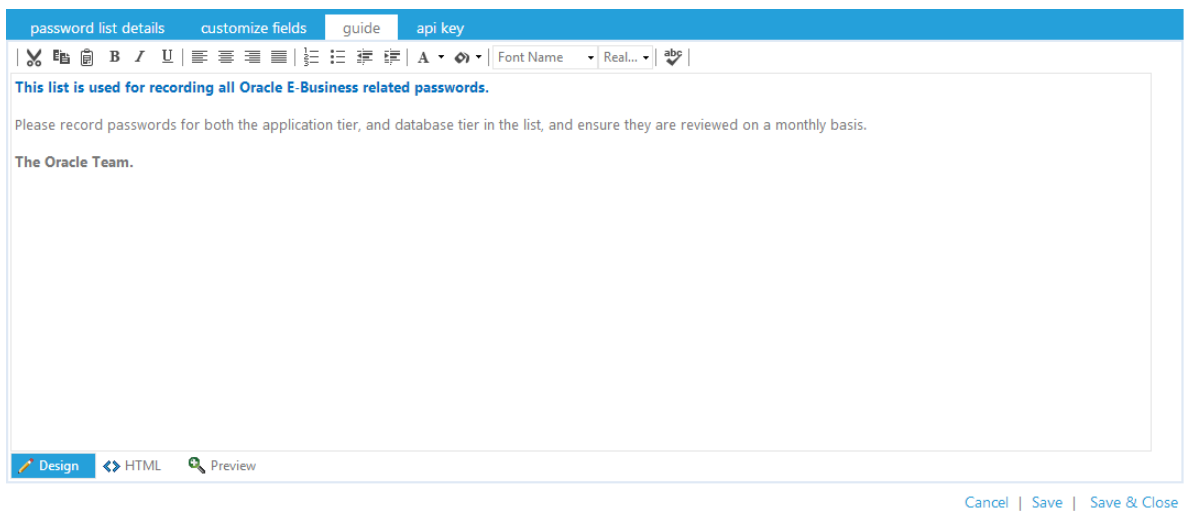 password list details customize fields guide api key
B I U A Font Name Real... abc
This list is used for recording all Oracle E-Business related passwords.
Please record passwords for both the application tier, and database tier in the list, and ensure they are reviewed on a monthly basis.
The Oracle Team.
Design HTML Preview
Cancel | Save | Save & Close